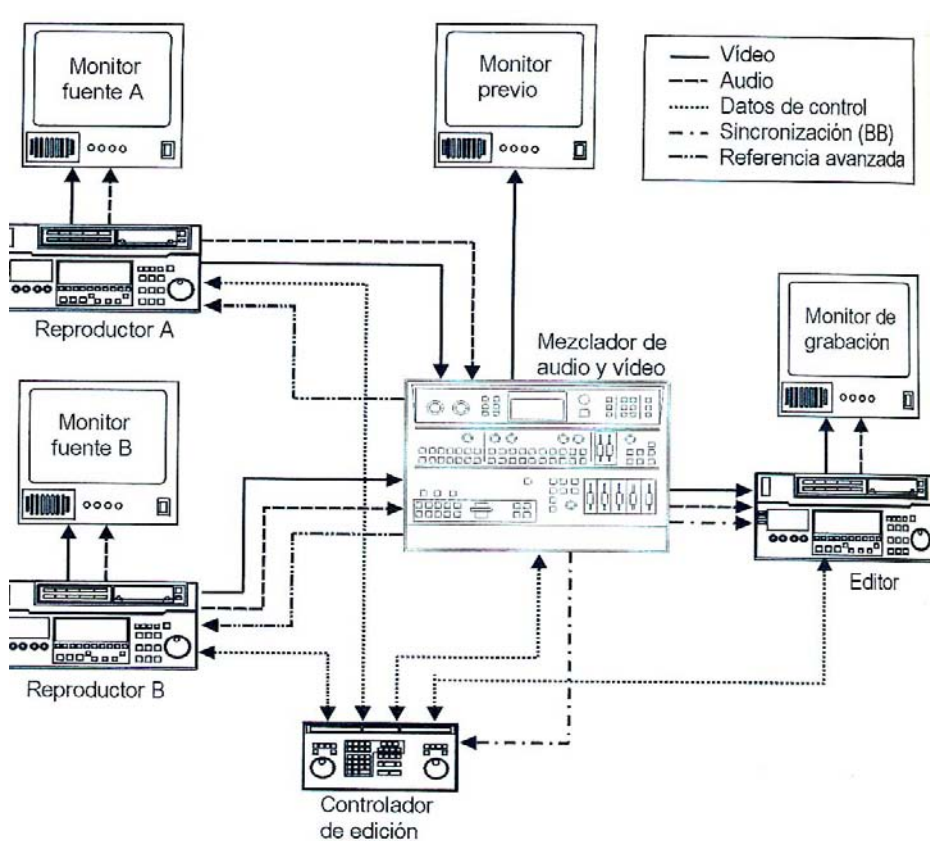 Monitor
fuente A
Monitor
previo
Vídeo
Audio
Datos de control
Sincronización (BB)
Referencia avanzada
Reproductor A
Mezclador de
audio y vídeo
Monitor de
grabación
Monitor
fuente B
Editor
Reproductor B
Controlador
de edición